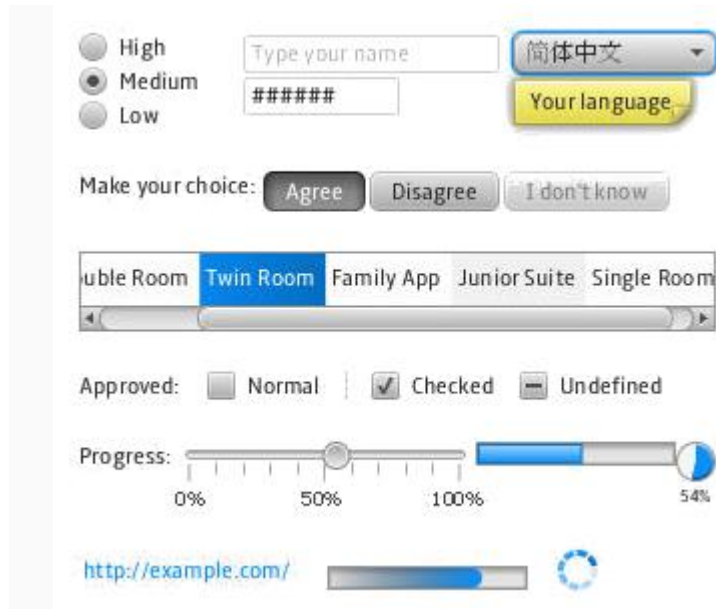 High
Type your name
简体中文
Medium
######
Your language
Low
Make your choice: Agree Disagree I don't know
uble Room Twin Room Family App Junior Suite Single Room
Approved: Normal Checked Undefined
Progress:
0% 50% 100% 54%
http://example.com/